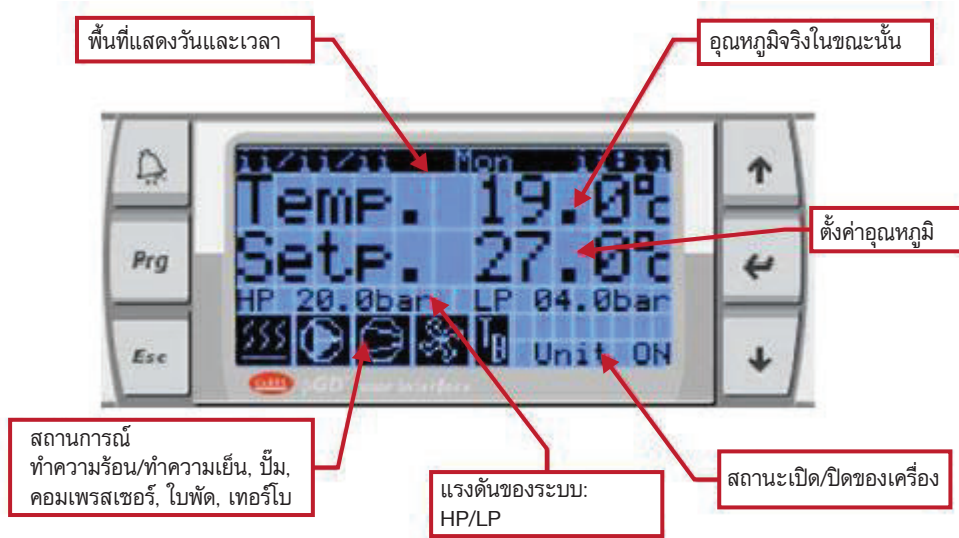 พื้นที่แสดงวันและเวลา
อุณหภูมิจริงในขณะนั้น
11/11/11 Mon 11:11
Temp. 19.0°c
Prg
Setp. 27.0°c
ตั้งค่าอุณหภูมิ
HP 20.0bar LP 04.0bar
Esc
Unit ON
CAREL pGD
สถานการณ์
ทำความร้อน/ทำความเย็น, ปั๊ม,
คอมเพรสเซอร์, ใบพัด, เทอร์โบ
แรงดันของระบบ:
HP/LP
สถานะเปิด/ปิดของเครื่อง